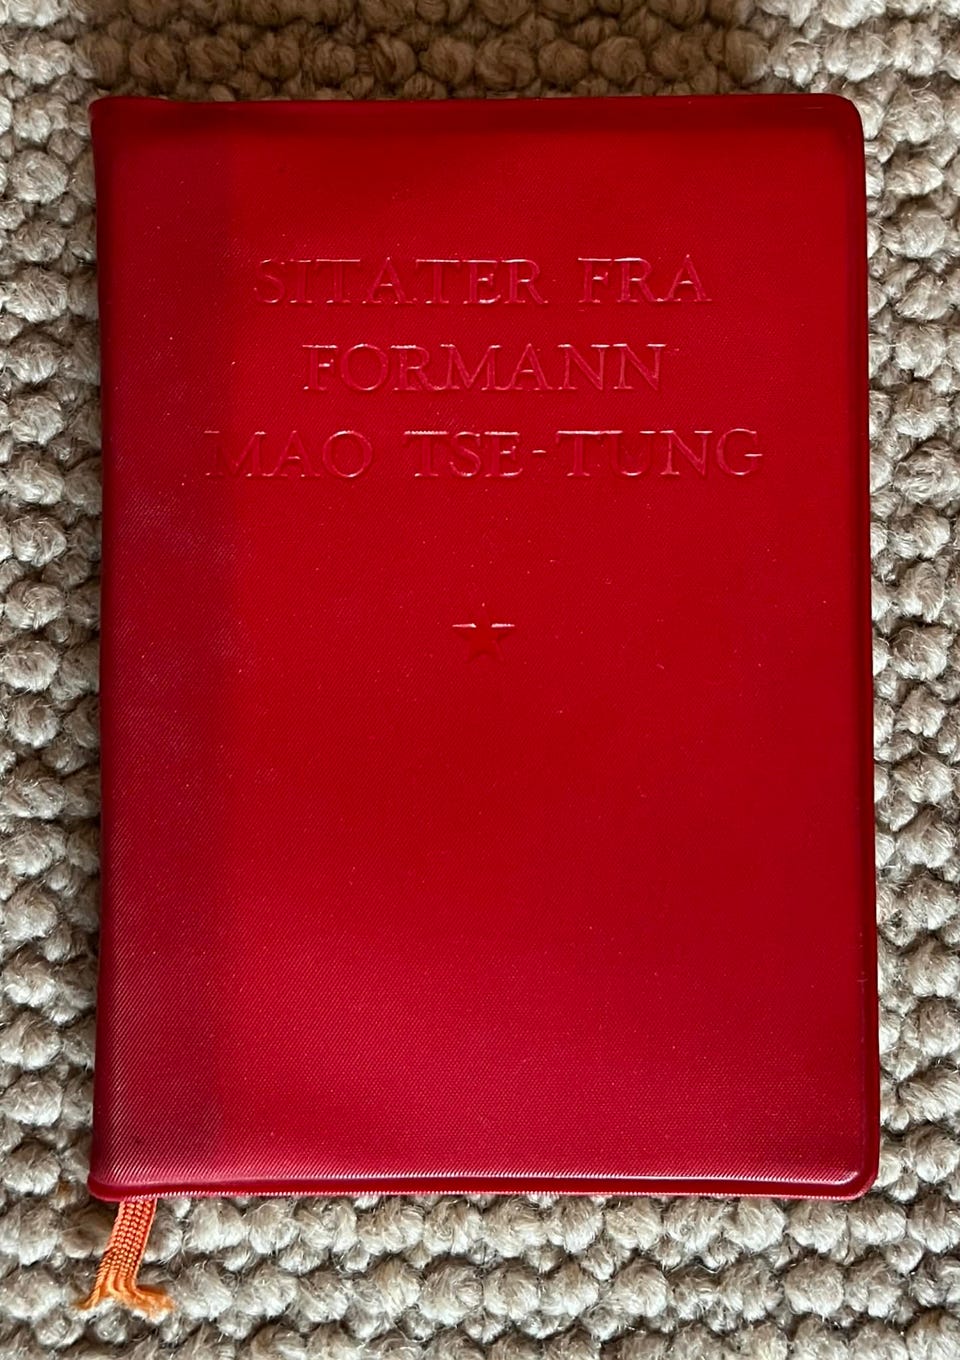 SITATER FRA
FORMANN
MAO TSE-TUNG